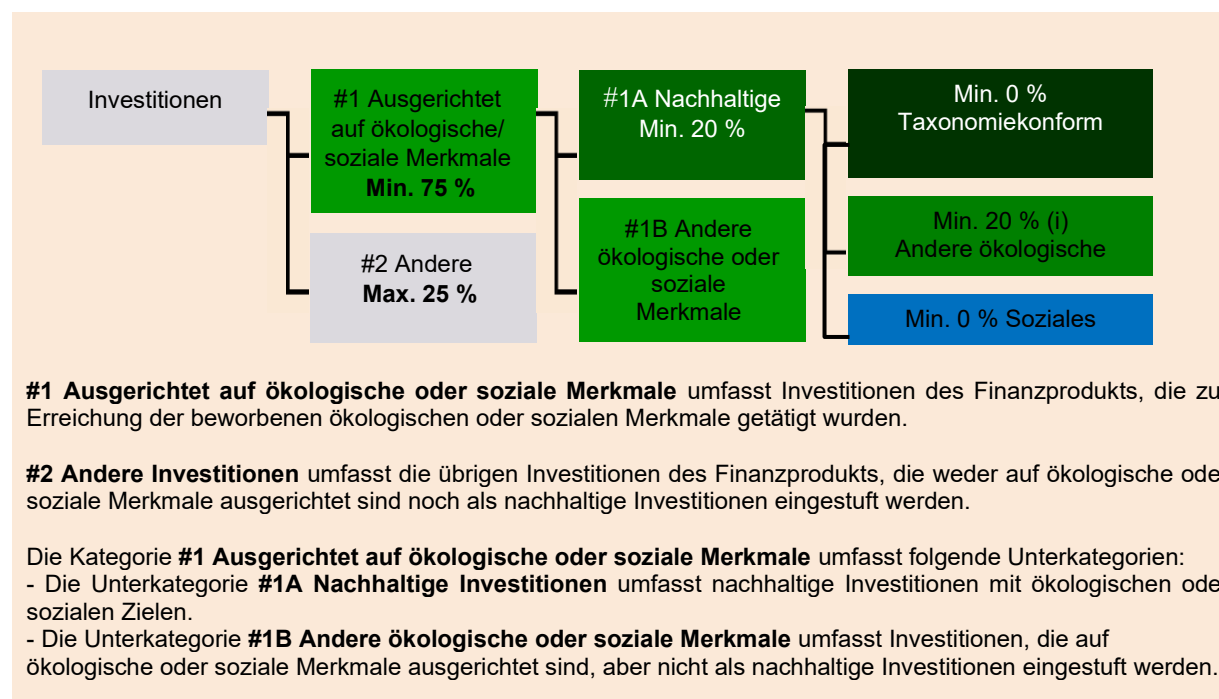 Investitionen
#1 Ausgerichtet
auf ökologische/
soziale Merkmale
Min. 75 %
#2 Andere
Max. 25 %
#1A Nachhaltige
Min. 20 %
#1B Andere
ökologische oder
soziale
Merkmale
Min. 0 %
Taxonomiekonform
Min. 20 % (i)
Andere ökologische
Min. 0 % Soziales
#1 Ausgerichtet auf ökologische oder soziale Merkmale umfasst Investitionen des Finanzprodukts, die zu
Erreichung der beworbenen ökologischen oder sozialen Merkmale getätigt wurden.
#2 Andere Investitionen umfasst die übrigen Investitionen des Finanzprodukts, die weder auf ökologische ode
soziale Merkmale ausgerichtet sind noch als nachhaltige Investitionen eingestuft werden.
Die Kategorie #1 Ausgerichtet auf ökologische oder soziale Merkmale umfasst folgende Unterkategorien:
- Die Unterkategorie #1A Nachhaltige Investitionen umfasst nachhaltige Investitionen mit ökologischen ode
sozialen Zielen.
- Die Unterkategorie #1B Andere ökologische oder soziale Merkmale umfasst Investitionen, die auf
ökologische oder soziale Merkmale ausgerichtet sind, aber nicht als nachhaltige Investitionen eingestuft werden.